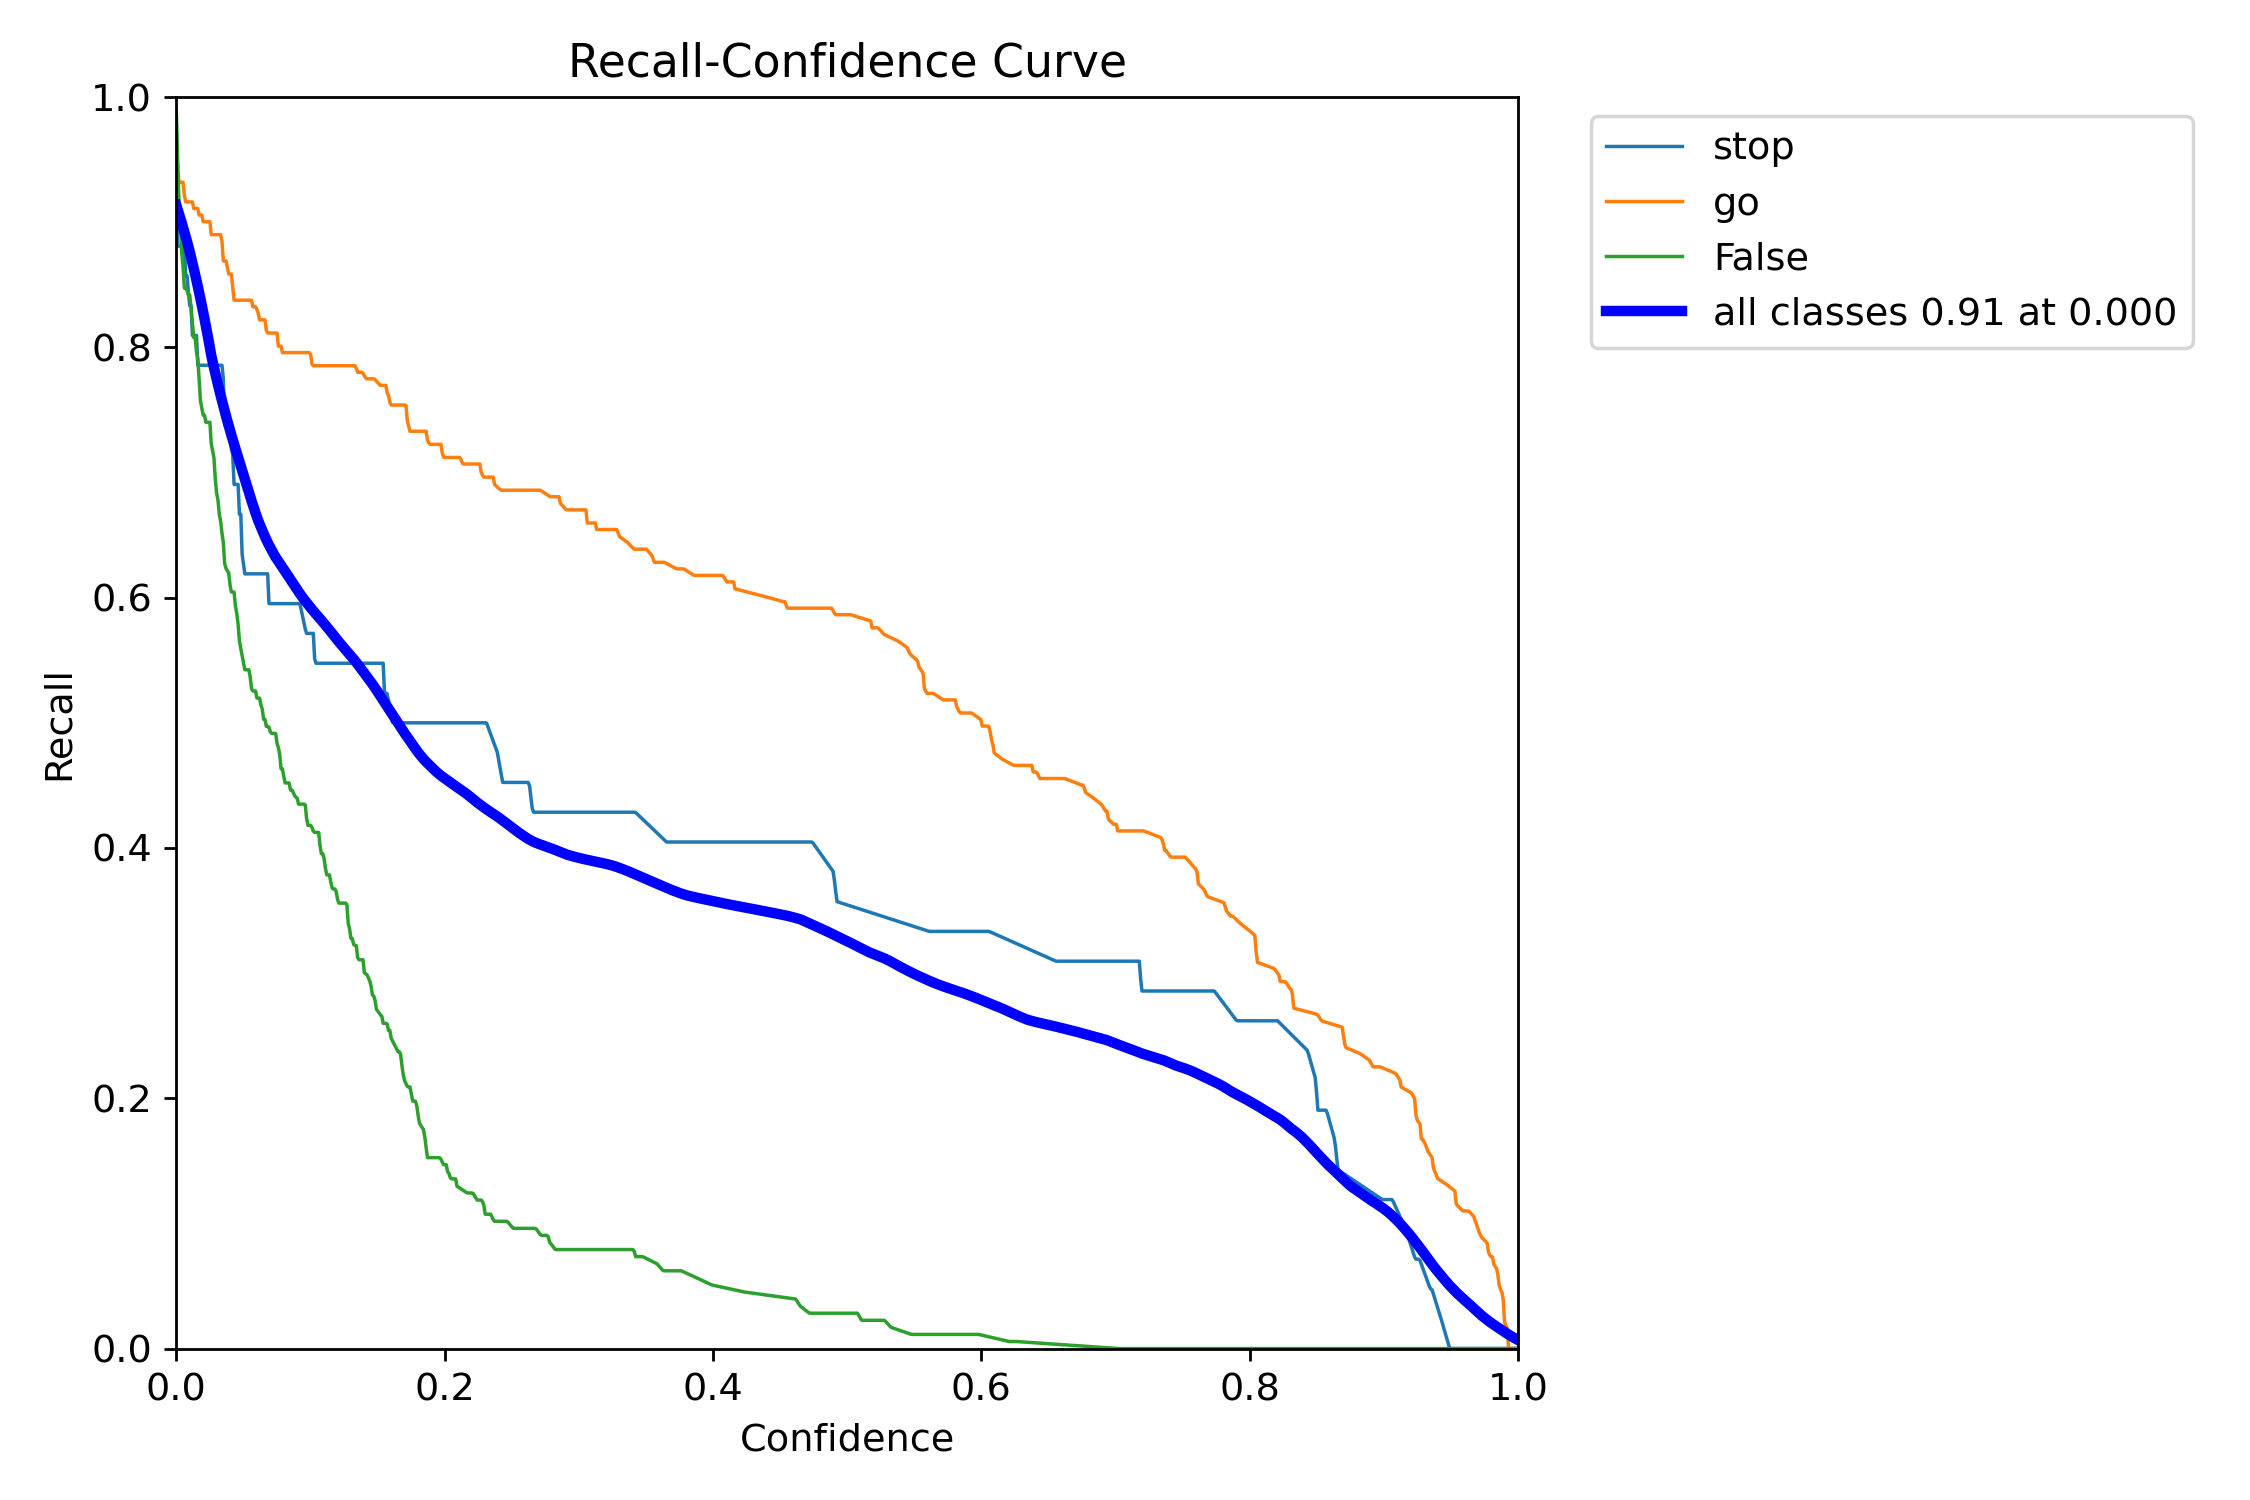 Recall-Confidence Curve
1.0
0.8
0.6
0.4
0.2
0.0
Recall
0.0 0.2 0.4 0.6 0.8 1.0
Confidence
stop
go
False
all classes 0.91 at 0.000